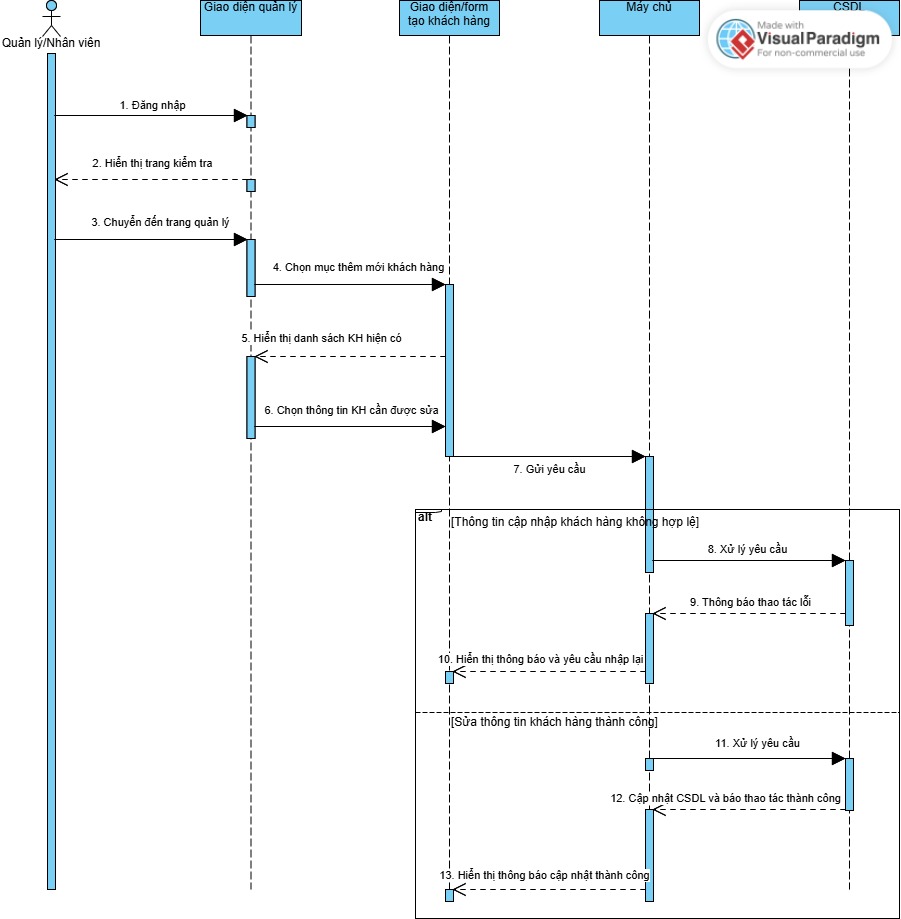 Giao diện quản lý
Giao diện/form
tạo khách hàng
Máy chủ
CSDL
Made with
VisualParadigm
For non-commercial use
Quản lý/Nhân viên
1. Đăng nhập
2. Hiển thị trang kiểm tra
3. Chuyển đến trang quản lý
4. Chọn mục thêm mới khách hàng
5. Hiển thị danh sách KH hiện có
6. Chọn thông tin KH cần được sửa
7. Gửi yêu cầu
alt
[Thông tin cập nhập khách hàng không hợp lệ]
8. Xử lý yêu cầu
9. Thông báo thao tác lỗi
10. Hiển thị thông báo và yêu cầu nhập lại
[Sửa thông tin khách hàng thành công]
11. Xử lý yêu cầu
12. Cập nhật CSDL và báo thao tác thành công
13. Hiển thị thông báo cập nhật thành công